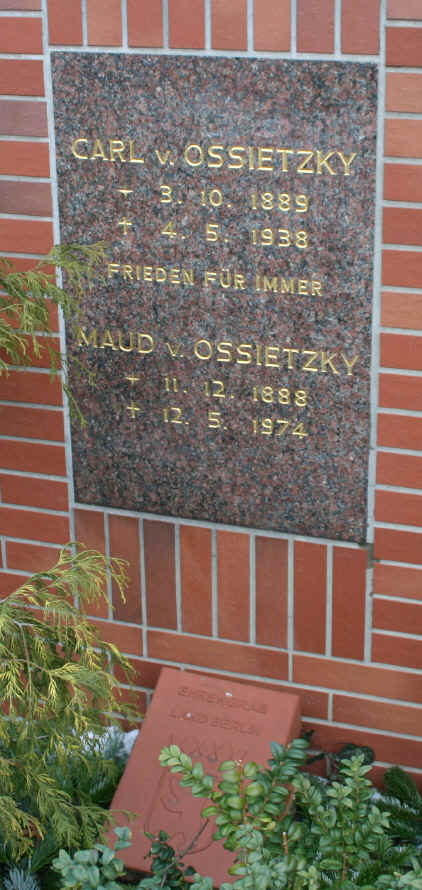 CARL v. OSSIETZKY
+ 3. 10. 1889
+ 4. 5. 1938
FRIEDEN FÜR IMMER
MAUD v. OSSIETZKY
+ 11. 12. 1888
+ 12. 5. 1974
EHRENGRAB
LAND BERLIN